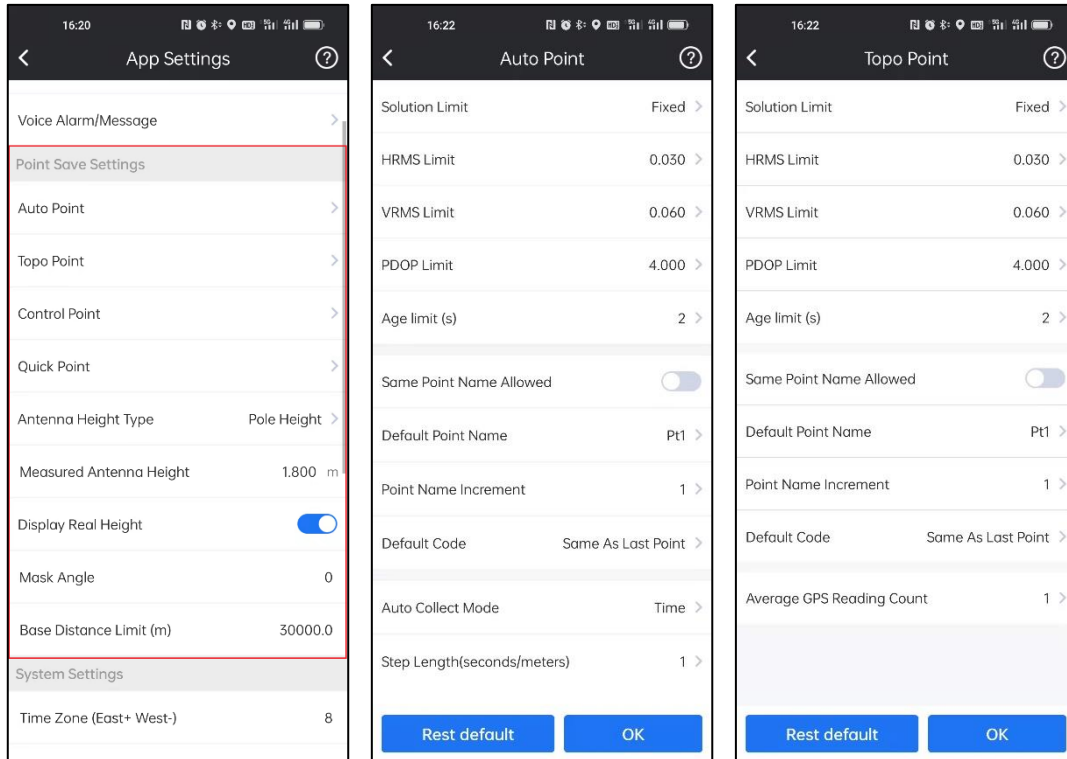 16:20
App Settings
Voice Alarm/Message
Point Save Settings
Auto Point
Topo Point
Control Point
Quick Point
Antenna Height Type Pole Height
Measured Antenna Height 1.800 m
Display Real Height
Mask Angle 0
Base Distance Limit (m) 30000.0
System Settings
Time Zone (East+ West-) 8
16:22
Auto Point
Solution Limit Fixed
HRMS Limit 0.030
VRMS Limit 0.060
PDOP Limit 4.000
Age limit (s) 2
Same Point Name Allowed
Default Point Name Pt1
Point Name Increment 1
Default Code Same As Last Point
Auto Collect Mode Time
Step Length(seconds/meters) 1
Rest default OK
16:22
Topo Point
Solution Limit Fixed
HRMS Limit 0.030
VRMS Limit 0.060
PDOP Limit 4.000
Age limit (s) 2
Same Point Name Allowed
Default Point Name Pt1
Point Name Increment 1
Default Code Same As Last Point
Average GPS Reading Count 1
Rest default OK